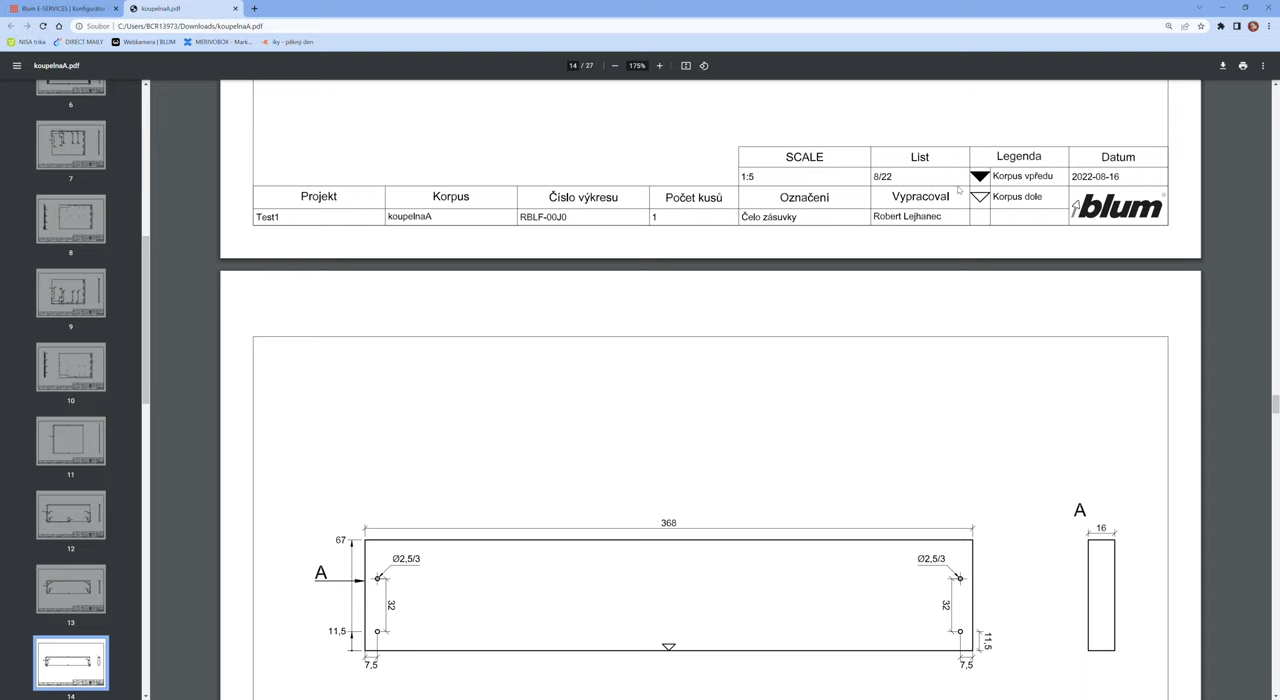 Blum E-SERVICES | Konfigurátor
koupelnaA.pdf
Soubor | C:/Users/BCR13973/Downloads/koupelnaA.pdf
NISA trika
DIRECT MAILY
Webkamera | BLUM
MERIVOBOX - Mark...
iky - pěkný den
koupelnaA.pdf
14 / 27
175%
6
7
8
9
10
11
12
13
14
SCALE
List
Legenda
Datum
1:5
8/22
Korpus vpředu
2022-08-16
Projekt
Korpus
Číslo výkresu
Počet kusů
Označení
Vypracoval
Korpus dole
blum
Test1
koupelnaA
RBLF-00J0
1
Čelo zásuvky
Robert Lejhanec
A
368
16
67
Ø2,5/3
Ø2,5/3
A
32
32
11,5
11,5
7,5
7,5